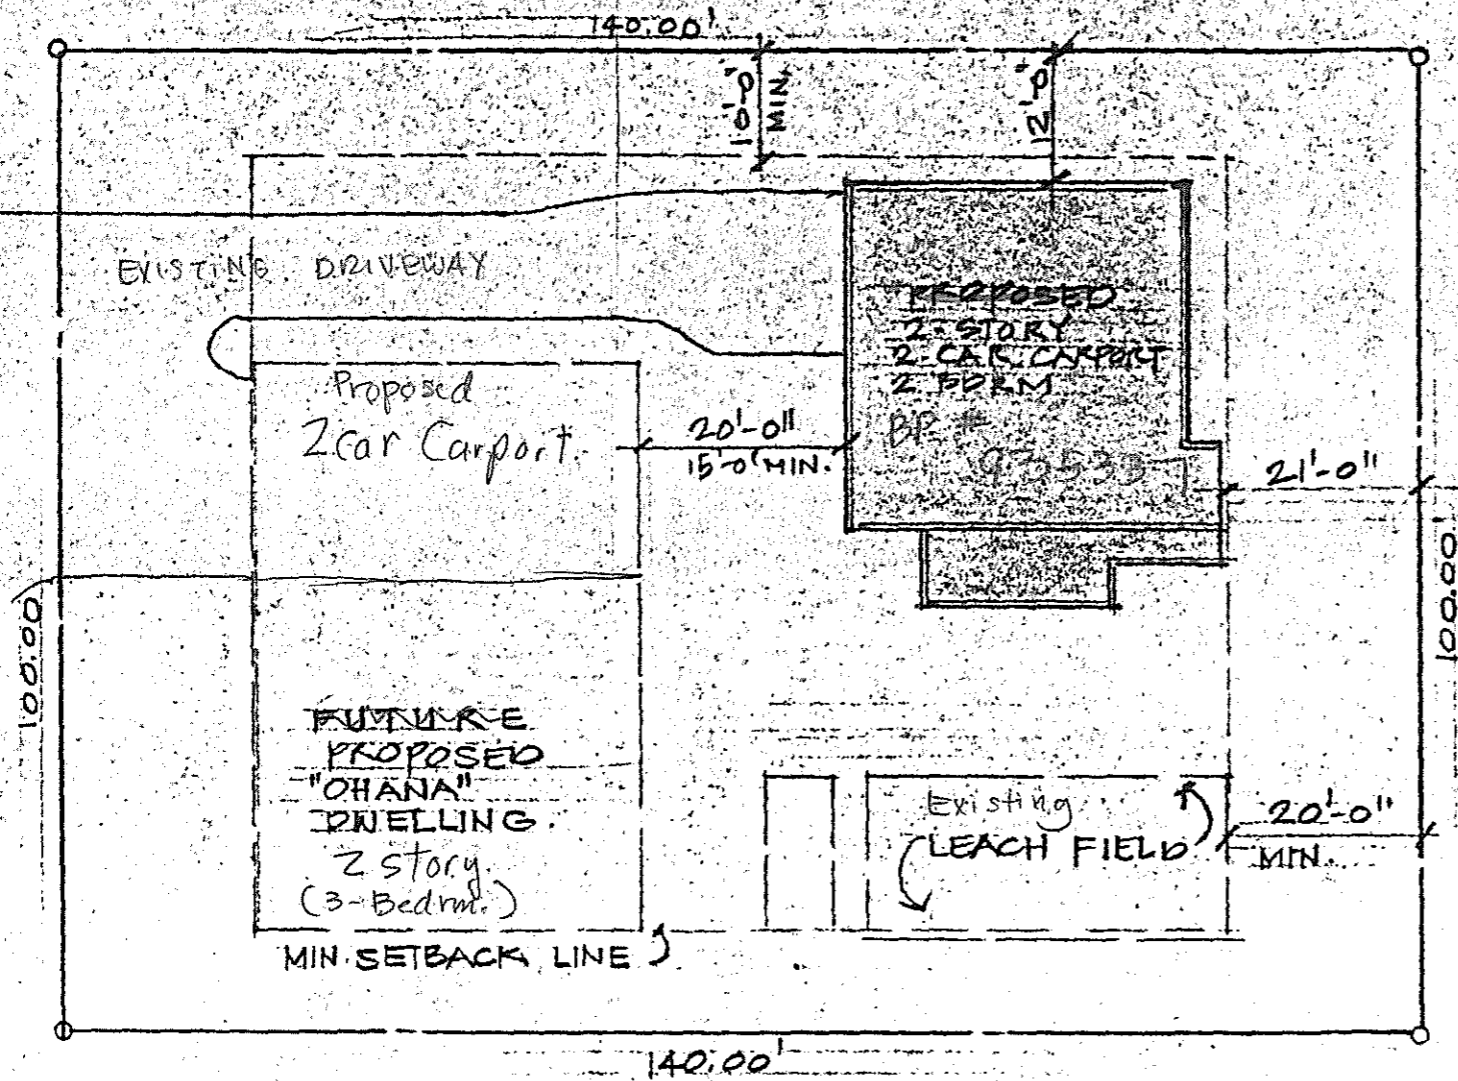 140.00'
10'-0"
MIN
12'-0"
EXISTING DRIVEWAY
PROPOSED
2-STORY
2-CAR CARPORT
2 BDRM
BP #
Proposed
2 car Carport.
20'-0"
15'-0" MIN.
21'-0"
100.00
100.00
FUTURE
PROPOSED
"OHANA"
DWELLING.
2 story.
(3-Bedrm.)
Existing
LEACH FIELD
20'-0"
MIN.
MIN. SETBACK LINE
140.00'